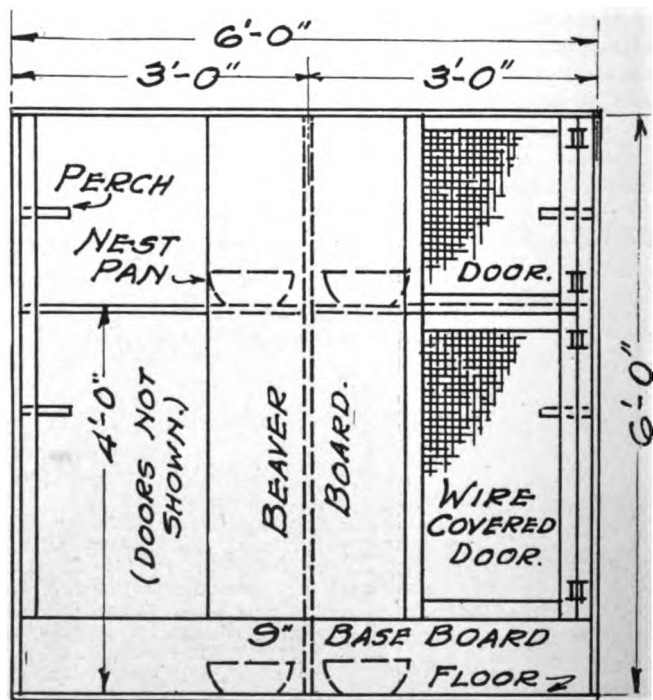 6'-0"
3'-0" 3'-0"
PERCH
NEST
PAN
DOOR.
4'-0"
(DOORS NOT
SHOWN.)
BEAVER
BOARD.
6'-0"
WIRE
COVERED
DOOR.
9" BASE BOARD
FLOOR